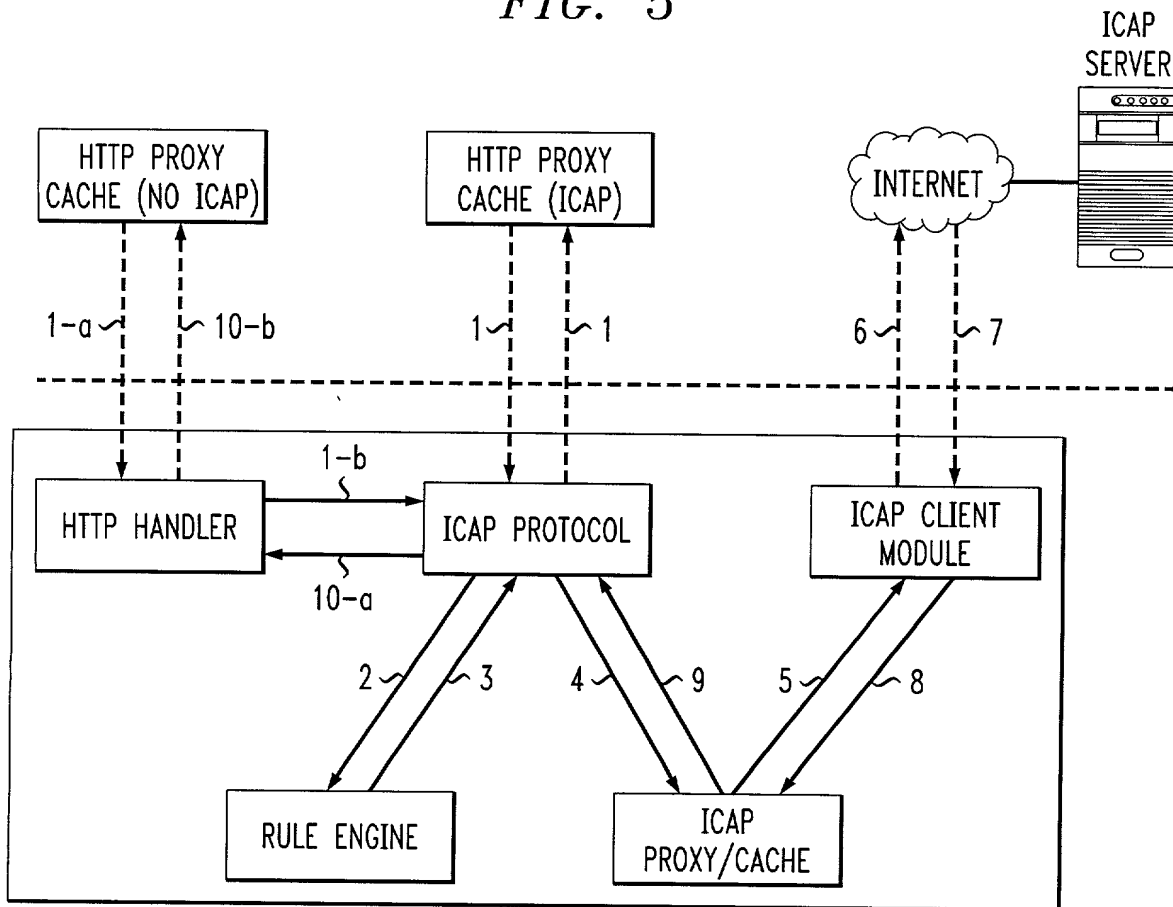 FIG. 5
ICAP
SERVER
HTTP PROXY
CACHE (NO ICAP)
HTTP PROXY
CACHE (ICAP)
INTERNET
1-a
10-b
1
1
6
7
1-b
HTTP HANDLER
ICAP PROTOCOL
ICAP CLIENT
MODULE
10-a
2
3
4
9
5
8
RULE ENGINE
ICAP
PROXY/CACHE